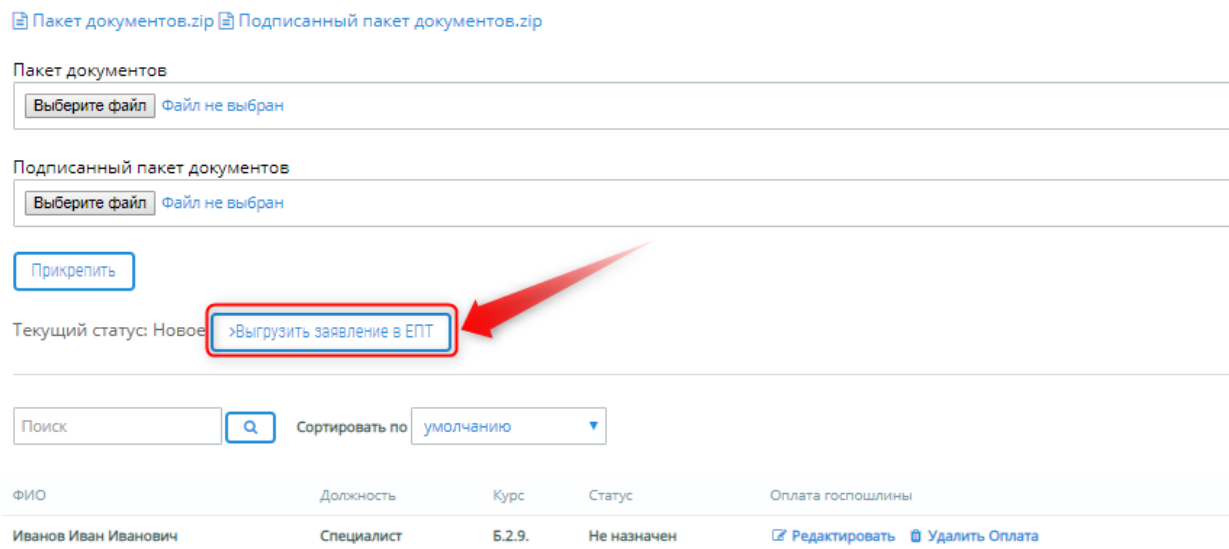 Пакет документов.zip Подписанный пакет документов.zip
Пакет документов
Выберите файл Файл не выбран
Подписанный пакет документов
Выберите файл Файл не выбран
Прикрепить
Текущий статус: Новое >Выгрузить заявление в ЕПТ
Поиск Сортировать по умолчанию
ФИО Должность Курс Статус Оплата госпошлины
Иванов Иван Иванович Специалист Б.2.9. Не назначен Редактировать Удалить Оплата